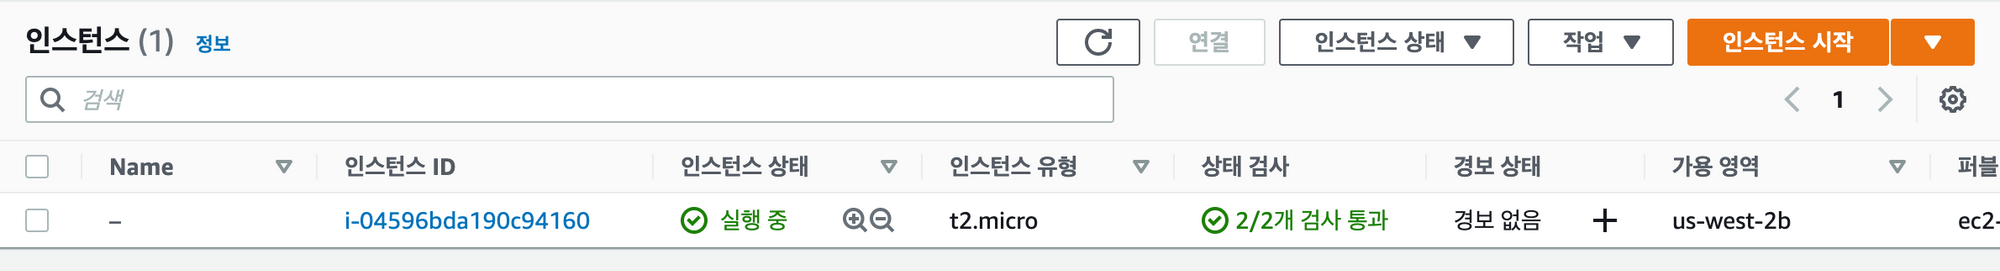 인스턴스 (1) 정보 연결 인스턴스 상태 작업 인스턴스 시작
검색 1
Name 인스턴스 ID 인스턴스 상태 인스턴스 유형 상태 검사 경보 상태 가용 영역 퍼블
– i-04596bda190c94160 실행 중 t2.micro 2/2개 검사 통과 경보 없음 + us-west-2b ec2-